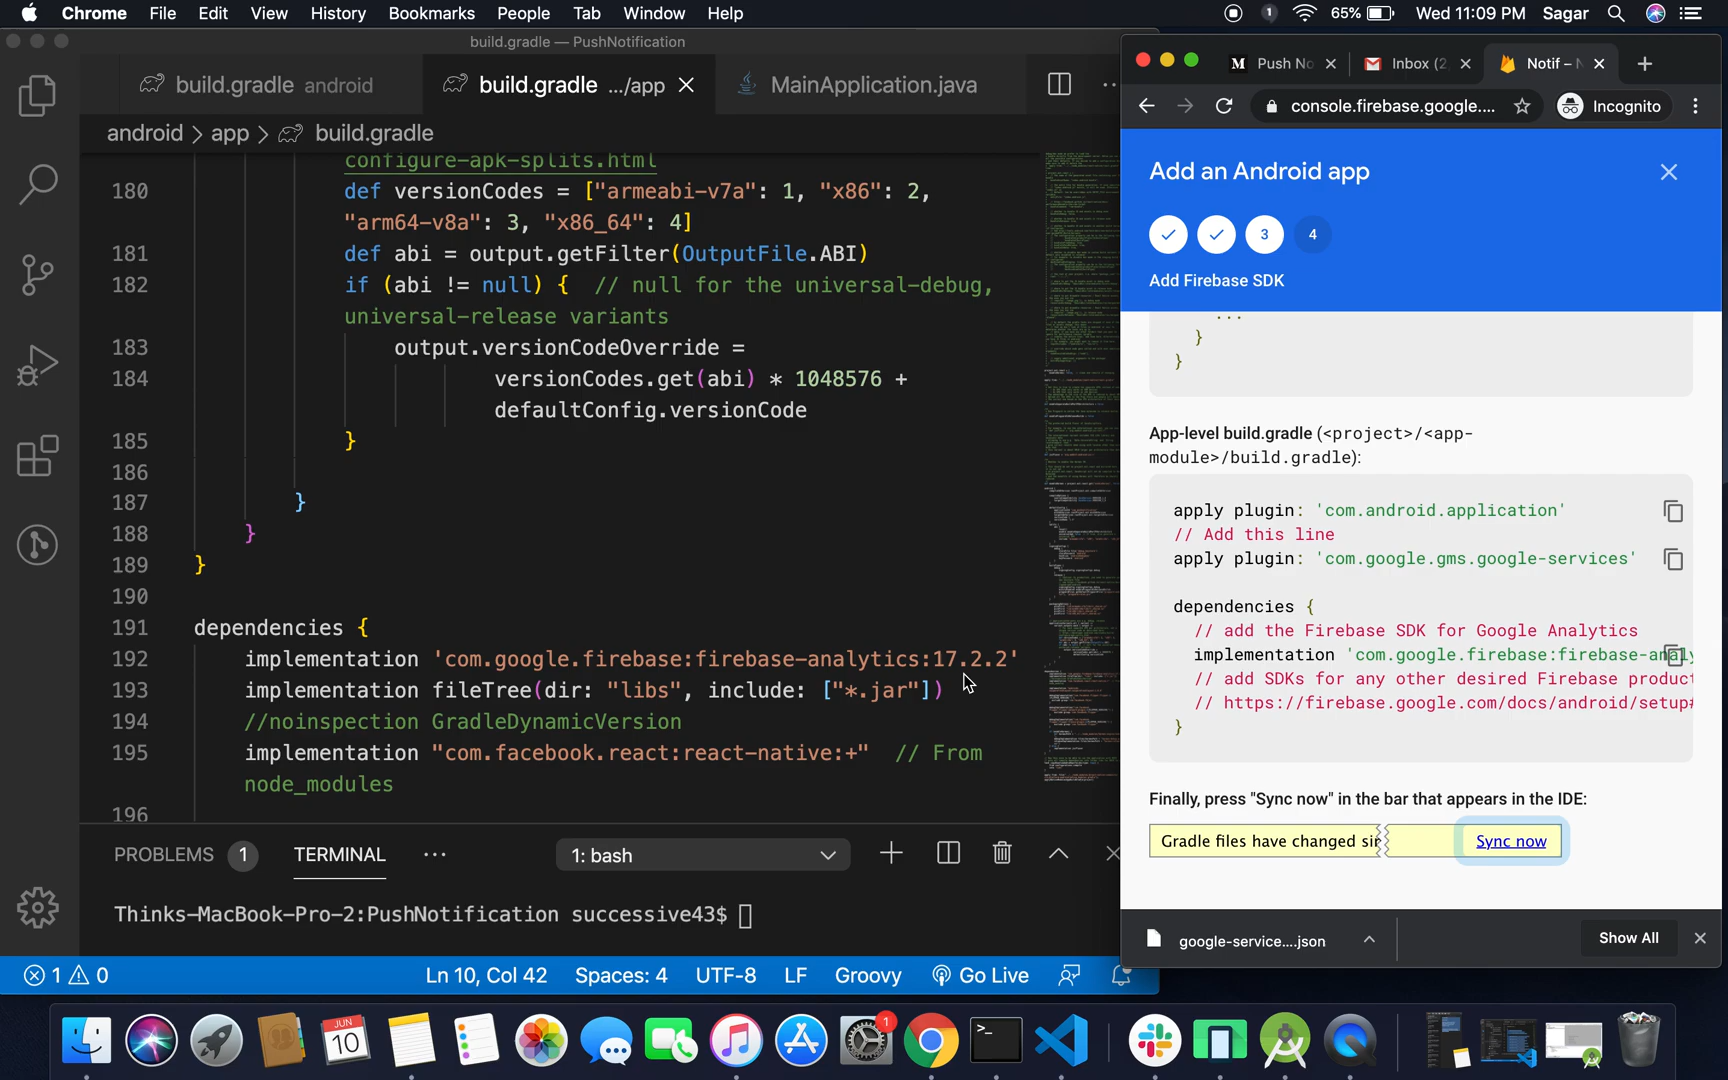 Chrome File Edit View History Bookmarks People Tab Window Help
1 65% Wed 11:09 PM Sagar
build.gradle — PushNotification
build.gradle android build.gradle .../app MainApplication.java ...
android > app > build.gradle
configure-apk-splits.html
180 def versionCodes = ["armeabi-v7a": 1, "x86": 2,
"arm64-v8a": 3, "x86_64": 4]
181 def abi = output.getFilter(OutputFile.ABI)
182 if (abi != null) { // null for the universal-debug,
universal-release variants
183 output.versionCodeOverride =
184 versionCodes.get(abi) * 1048576 +
defaultConfig.versionCode
185 }
186
187 }
188 }
189 }
190
191 dependencies {
192 implementation 'com.google.firebase:firebase-analytics:17.2.2'
193 implementation fileTree(dir: "libs", include: ["*.jar"])
194 //noinspection GradleDynamicVersion
195 implementation "com.facebook.react:react-native:+" // From
node_modules
196
PROBLEMS 1 TERMINAL ... 1: bash
Thinks-MacBook-Pro-2:PushNotification successive43$
1 0 Ln 10, Col 42 Spaces: 4 UTF-8 LF Groovy Go Live
M Push No Inbox (2 Notif –
console.firebase.google.... Incognito
Add an Android app
3 4
Add Firebase SDK
...
}
}
App-level build.gradle (<project>/<app-
module>/build.gradle):
apply plugin: 'com.android.application'
// Add this line
apply plugin: 'com.google.gms.google-services'
dependencies {
// add the Firebase SDK for Google Analytics
implementation 'com.google.firebase:firebase-analy
// add SDKs for any other desired Firebase product
// https://firebase.google.com/docs/android/setup#
}
Finally, press "Sync now" in the bar that appears in the IDE:
Gradle files have changed sin Sync now
google-service....json Show All
JUN
10
1